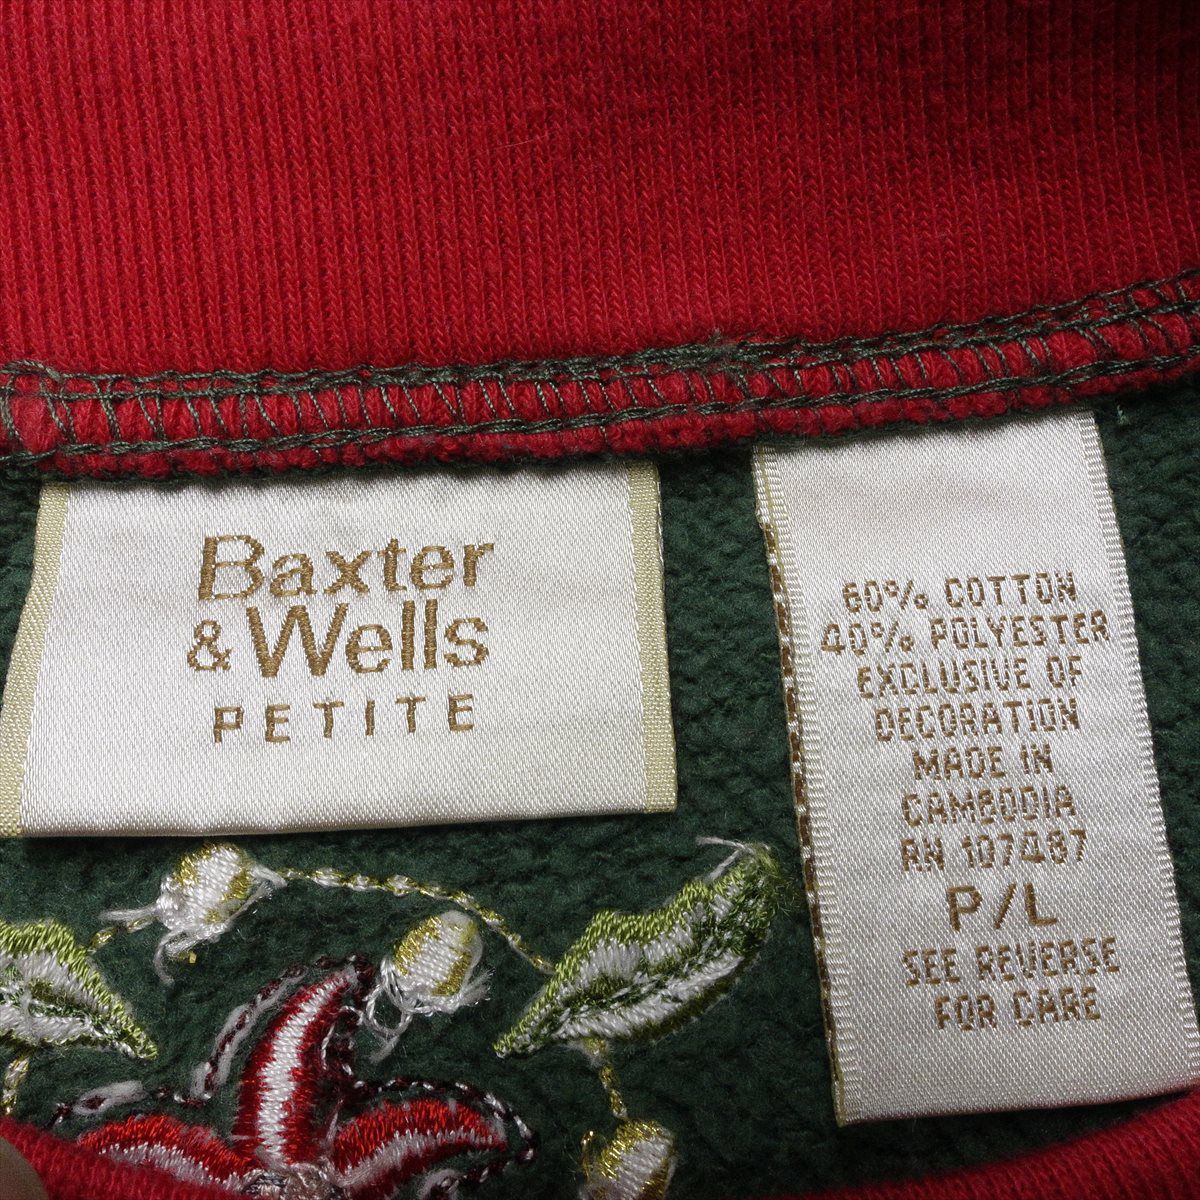 Baxter
& Wells
PETITE
60% COTTON
40% POLYESTER
EXCLUSIVE OF
DECORATION
MADE IN
CAMBODIA
RN 107487
P/L
SEE REVERSE
FOR CARE